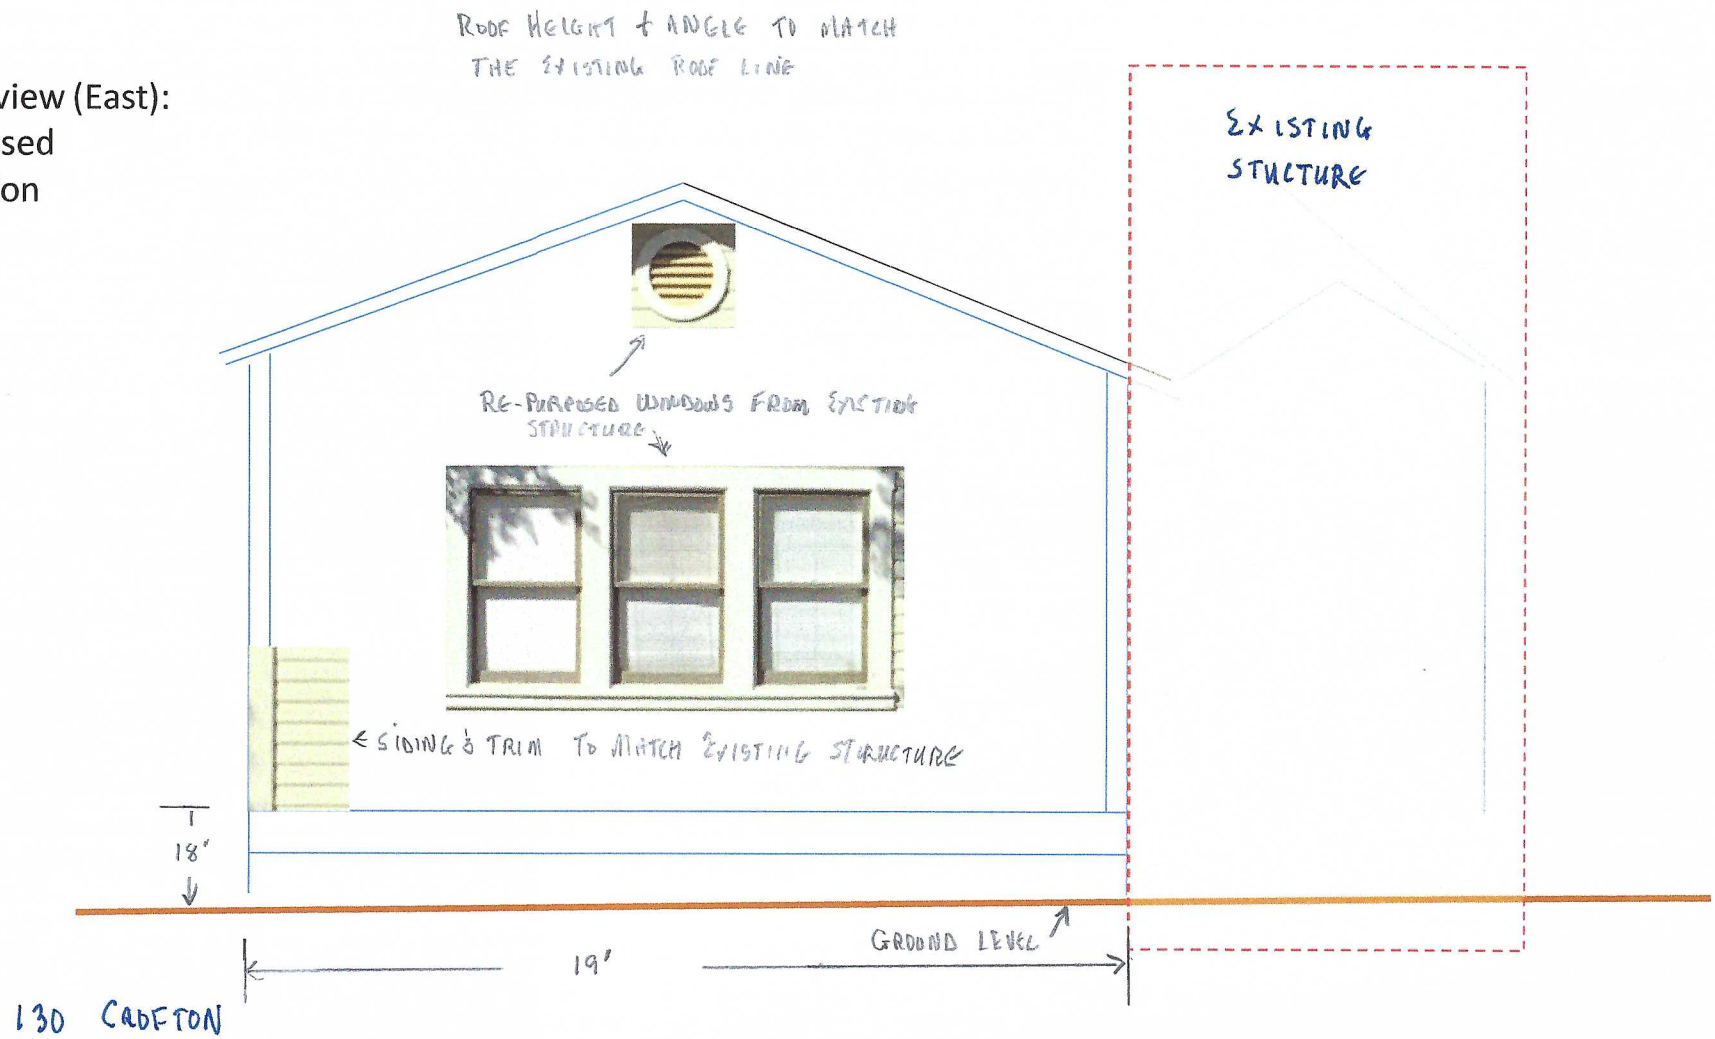 ROOF HEIGHT & ANGLE TO MATCH
THE EXISTING ROOF LINE
view (East):
sed
on
EXISTING
STUCTURE
RE-PURPOSED WINDOWS FROM EXISTING
STRUCTURE
SIDING & TRIM TO MATCH EXISTING STRUCTURE
18"
GROUND LEVEL
19'
130 CROFTON